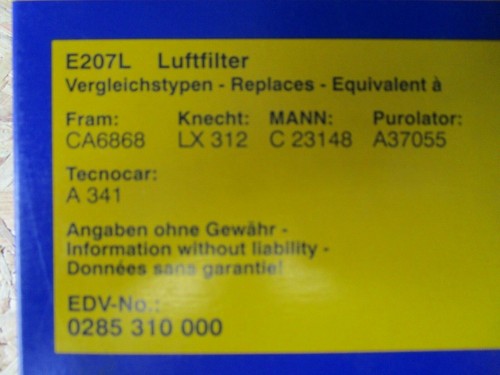 E207L Luftfilter
Vergleichstypen - Replaces - Equivalent à
Fram: Knecht: MANN: Purolator:
CA6868 LX 312 C 23148 A37055
Tecnocar:
A 341
Angaben ohne Gewähr -
Information without liability -
Données sans garantie!
EDV-No.:
0285 310 000